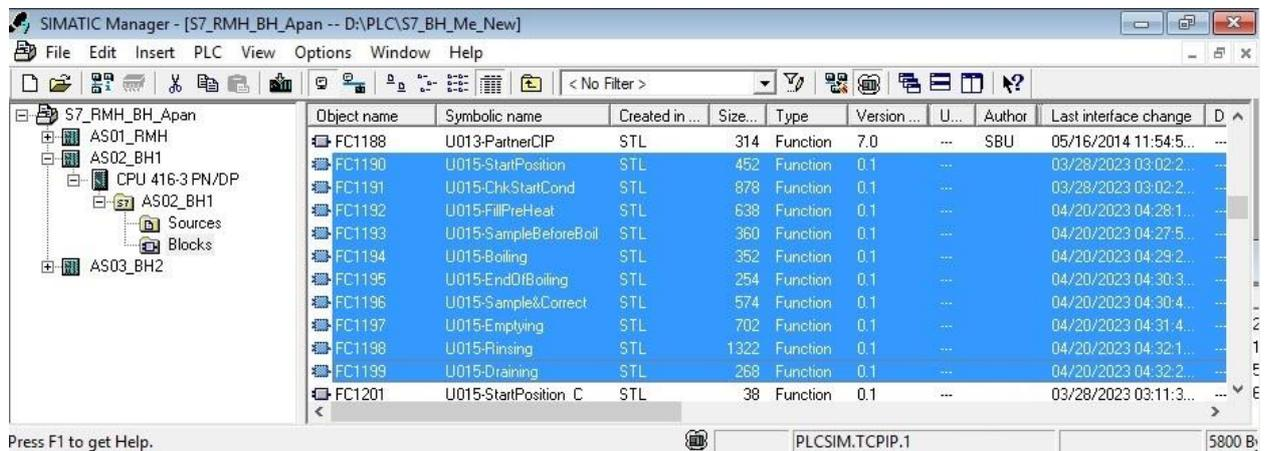 SIMATIC Manager - [S7_RMH_BH_Apan -- D:\PLC\S7_BH_Me_New]
File Edit Insert PLC View Options Window Help
< No Filter >
S7_RMH_BH_Apan
AS01_RMH
AS02_BH1
CPU 416-3 PN/DP
AS02_BH1
Sources
Blocks
AS03_BH2
Object name Symbolic name Created in ... Size... Type Version ... U... Author Last interface change D
FC1188 U013-PartnerCIP STL 314 Function 7.0 --- SBU 05/16/2014 11:54:5... ---
FC1190 U015-StartPosition STL 452 Function 0.1 --- 03/28/2023 03:02:2... ---
FC1191 U015-ChkStartCond STL 878 Function 0.1 --- 03/28/2023 03:02:2... ---
FC1192 U015-FillPreHeat STL 638 Function 0.1 --- 04/20/2023 04:28:1... ---
FC1193 U015-SampleBeforeBoil STL 360 Function 0.1 --- 04/20/2023 04:27:5... ---
FC1194 U015-Boiling STL 352 Function 0.1 --- 04/20/2023 04:29:2... ---
FC1195 U015-EndOfBoiling STL 254 Function 0.1 --- 04/20/2023 04:30:3... ---
FC1196 U015-Sample&Correct STL 574 Function 0.1 --- 04/20/2023 04:30:4... ---
FC1197 U015-Emptying STL 702 Function 0.1 --- 04/20/2023 04:31:4... ---
FC1198 U015-Rinsing STL 1322 Function 0.1 --- 04/20/2023 04:32:1... ---
FC1199 U015-Draining STL 268 Function 0.1 --- 04/20/2023 04:32:2... ---
FC1201 U015-StartPosition_C STL 38 Function 0.1 --- 03/28/2023 03:11:3... ---
Press F1 to get Help. PLCSIM.TCPIP.1 5800 By